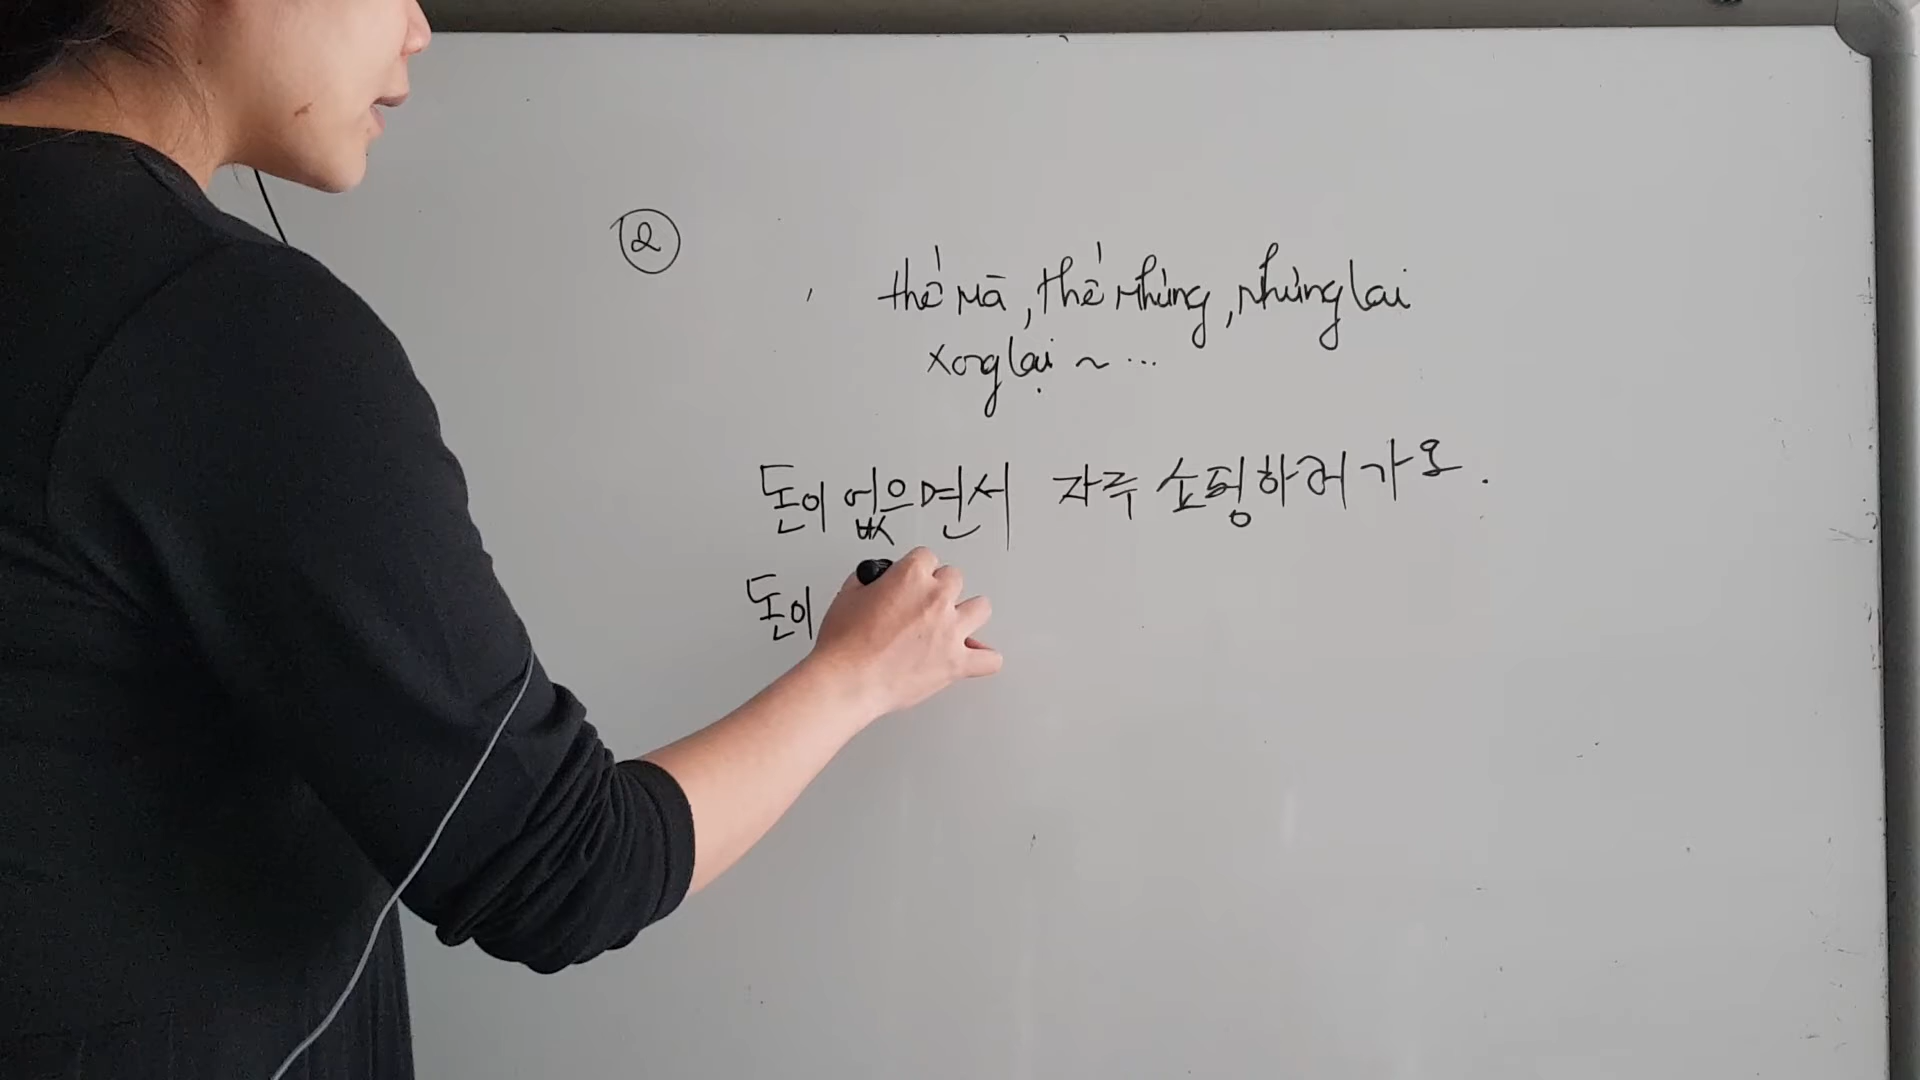 ②
, thế mà, thế nhưng, nhưng lại
xong lại ~ ...
돈이 없으면서 자주 쇼핑하러 가요.
돈이